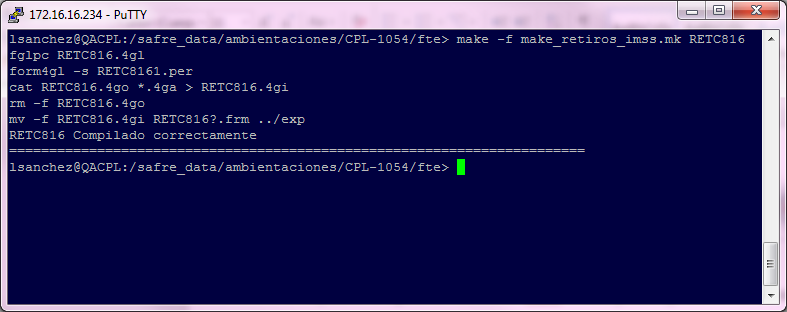 172.16.16.234 - PuTTY
lsanchez@QACPL:/safre_data/ambientaciones/CPL-1054/fte> make -f make_retiros_imss.mk RETC816
fglpc RETC816.4gl
form4gl -s RETC8161.per
cat RETC816.4go *.4ga > RETC816.4gi
rm -f RETC816.4go
mv -f RETC816.4gi RETC816?.frm ../exp
RETC816 Compilado correctamente
========================================================================
lsanchez@QACPL:/safre_data/ambientaciones/CPL-1054/fte>